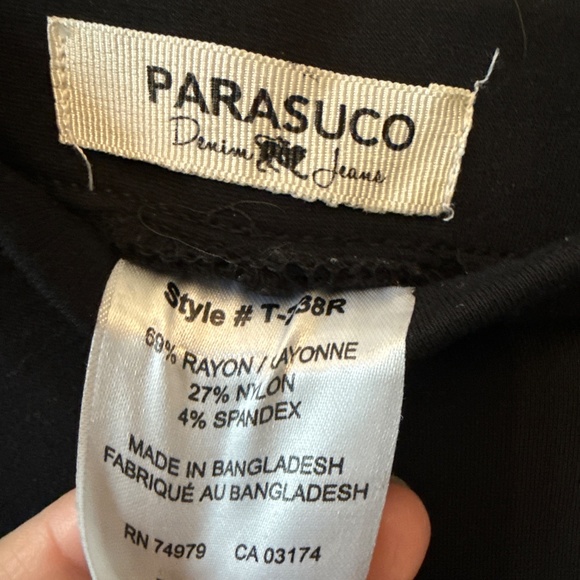 PARASUCO
Denim Jeans
Style # 
69% RAYON / RAYONNE
27% NYLON
4% SPANDEX
MADE IN BANGLADESH
FABRIQUÉ AU BANGLADESH
RN 74979 CA 03174